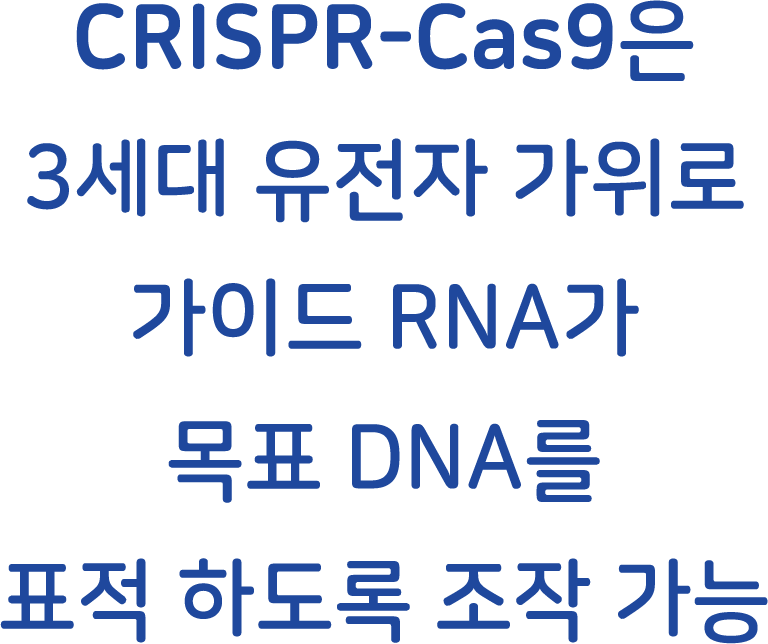 CRISPR-Cas9은
3세대 유전자 가위로
가이드 RNA가
목표 DNA를
표적 하도록 조작 가능